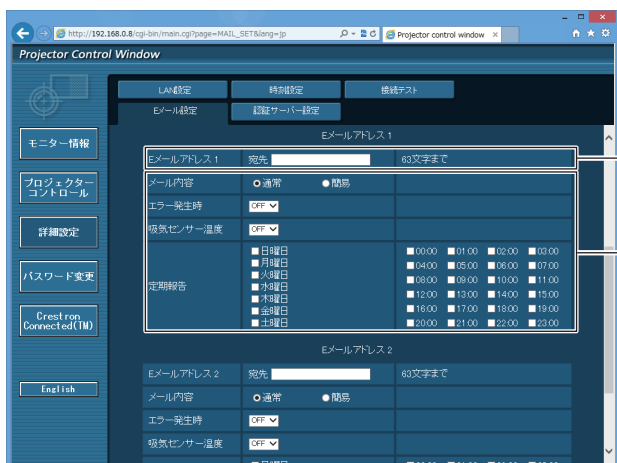 http://192.168.0.8/cgi-bin/main.cgi?page=MAIL_SET&lang=jp
Projector control window
Projector Control Window
LAN設定 時刻設定 接続テスト
Eメール設定 認証サーバー設定
モニター情報
プロジェクター
コントロール
詳細設定
パスワード変更
Crestron
Connected(TM)
English
Eメールアドレス 1
Eメールアドレス 1 宛先 63文字まで
メール内容 通常 簡易
エラー発生時 OFF
吸気センサー温度 OFF
定期報告
日曜日
月曜日
火曜日
水曜日
木曜日
金曜日
土曜日
00:00 01:00 02:00 03:00
04:00 05:00 06:00 07:00
08:00 09:00 10:00 11:00
12:00 13:00 14:00 15:00
16:00 17:00 18:00 19:00
20:00 21:00 22:00 23:00
Eメールアドレス 2
Eメールアドレス 2 宛先 63文字まで
メール内容 通常 簡易
エラー発生時 OFF
吸気センサー温度 OFF